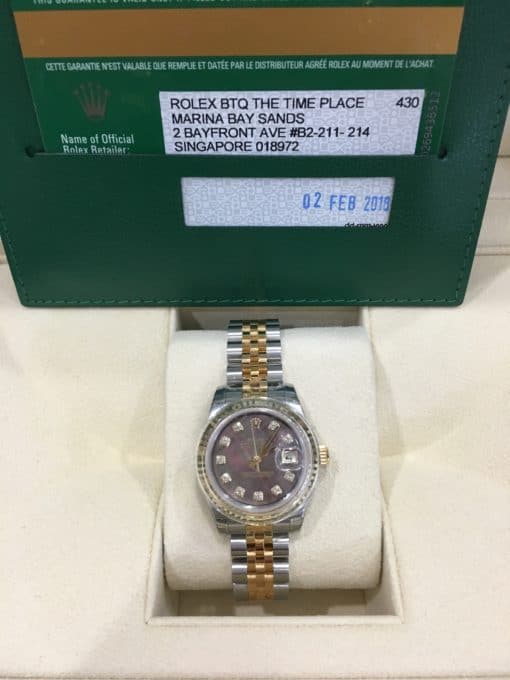 CETTE GARANTIE N'EST VALABLE QUE REMPLIE ET DATÉE PAR LE DISTRIBUTEUR AGRÉÉ ROLEX AU MOMENT DE L'ACHAT.
ROLEX BTQ THE TIME PLACE 430
MARINA BAY SANDS
2 BAYFRONT AVE #B2-211- 214
SINGAPORE 018972
Name of Official
Rolex Retailer:
02 FEB 2018